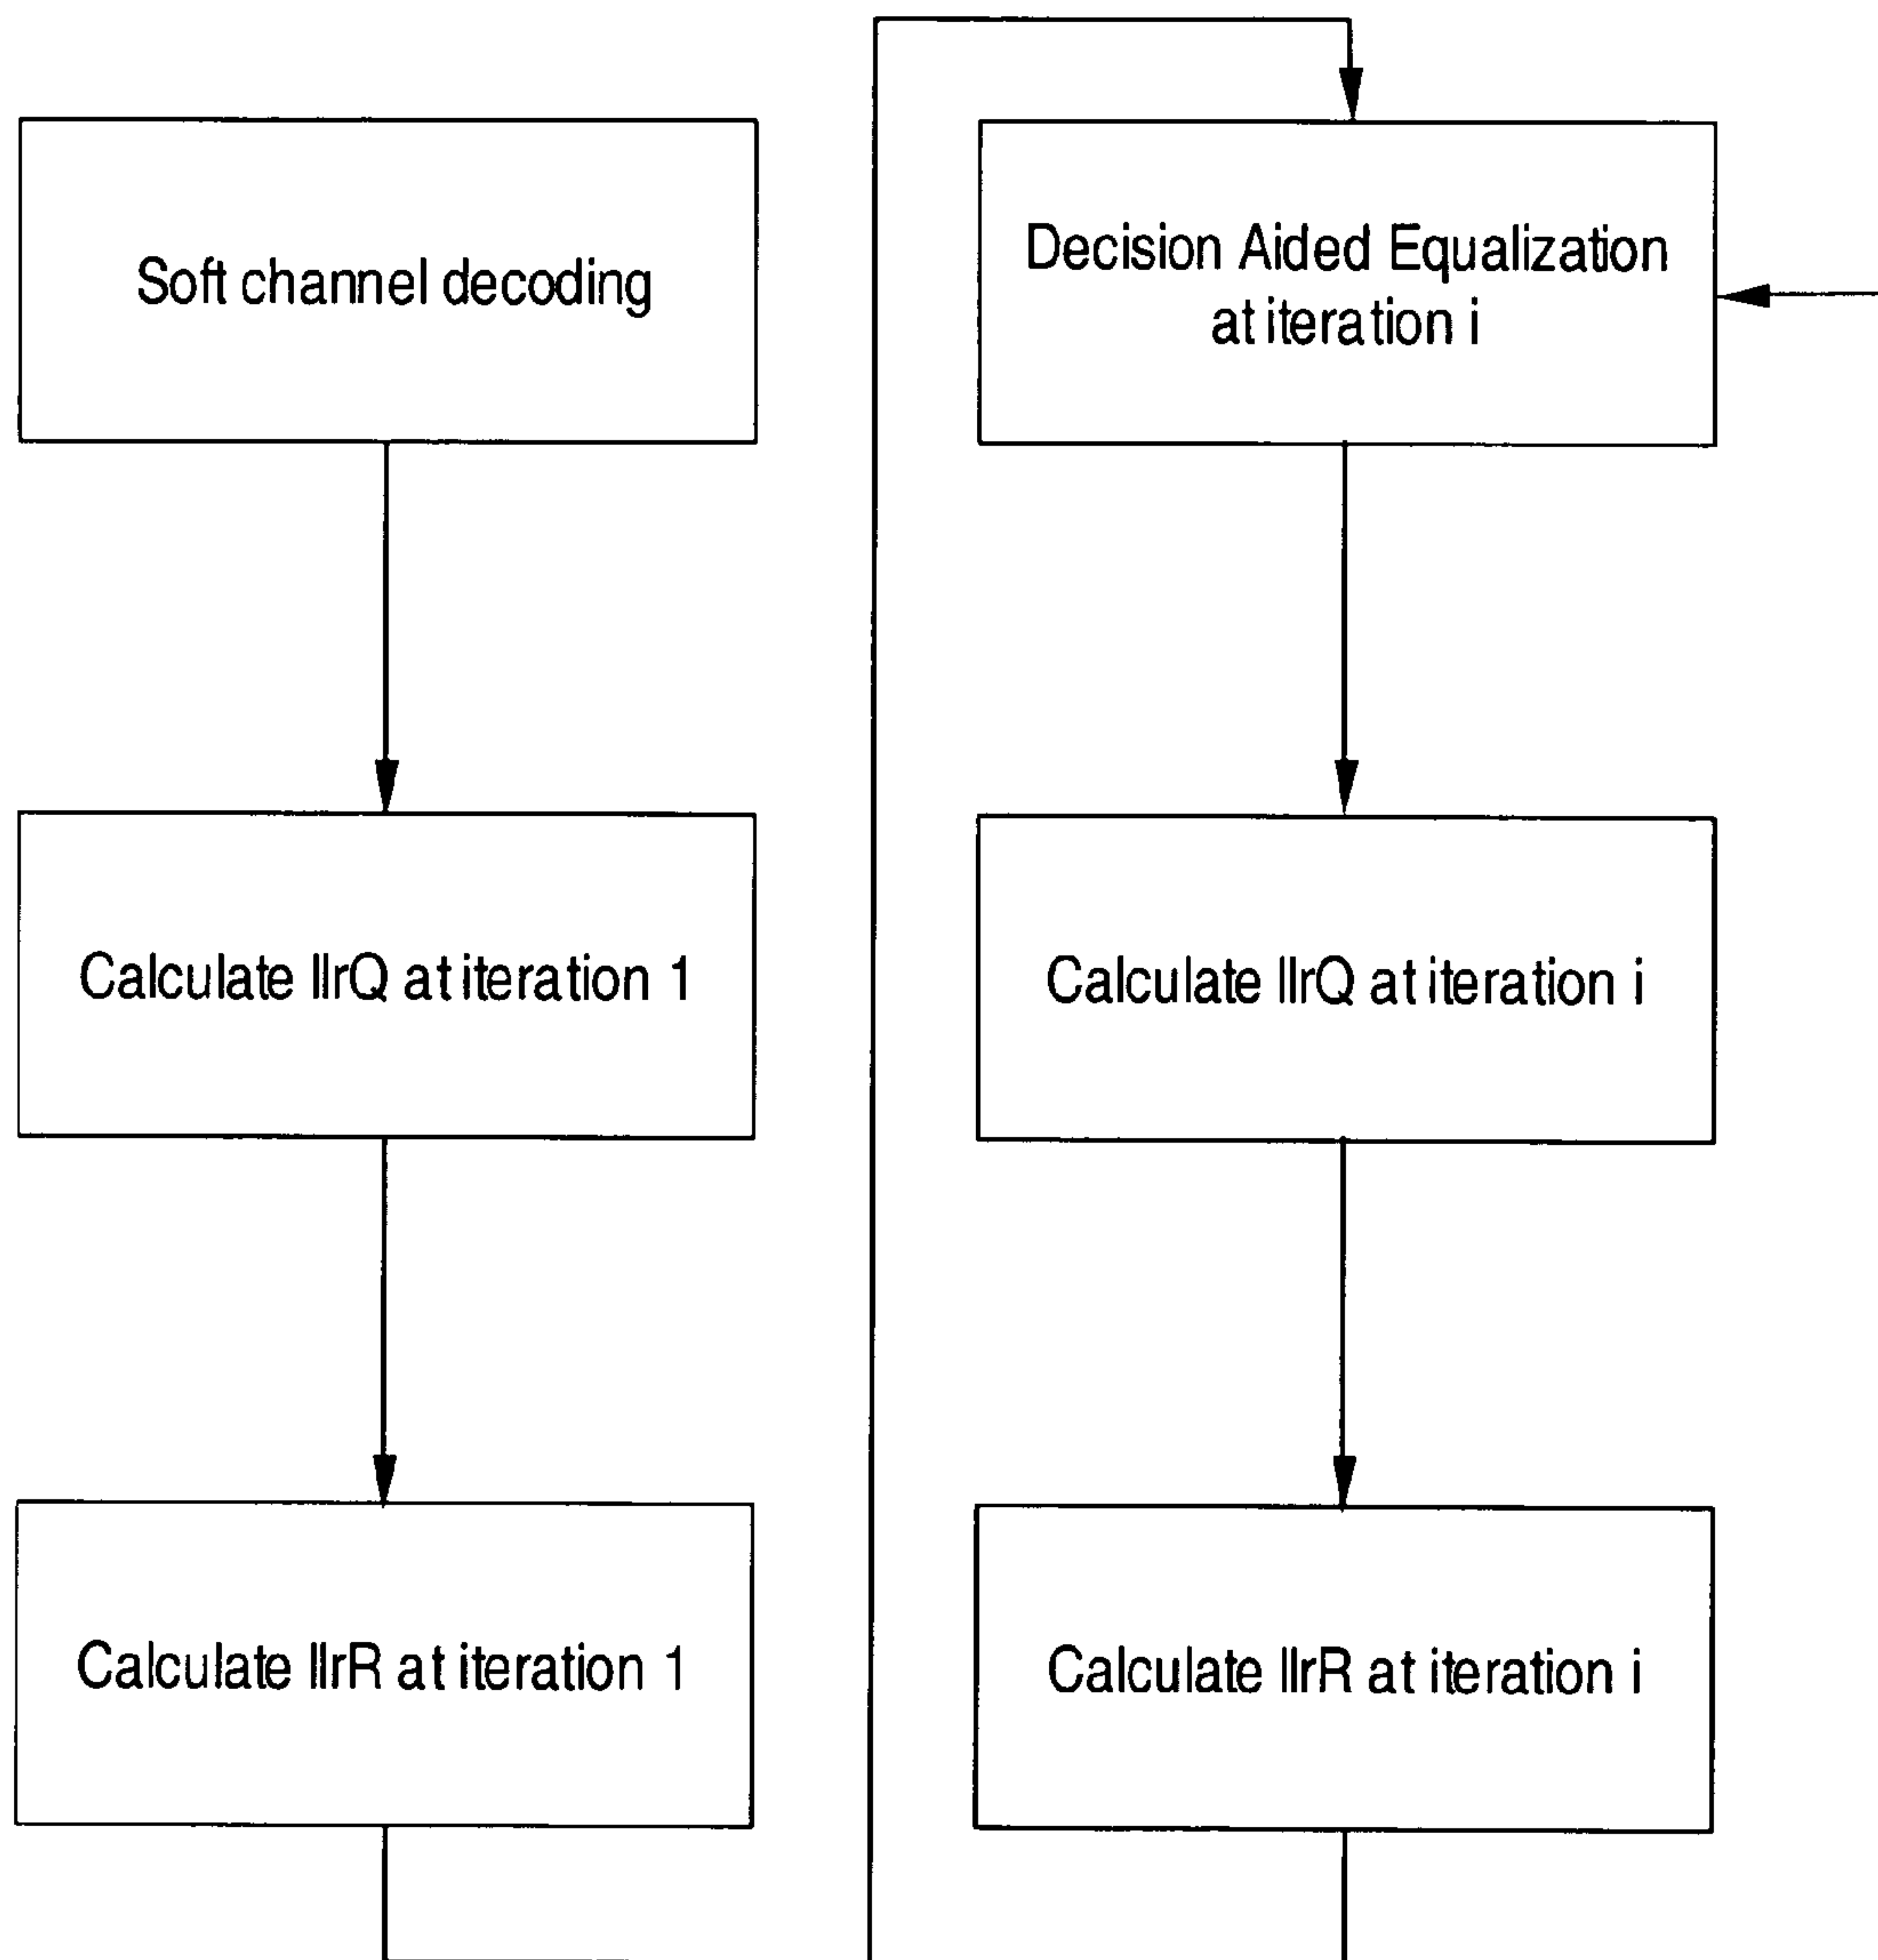 Soft channel decoding
Calculate llrQ at iteration 1
Calculate llrR at iteration 1
Decision Aided Equalization
at iteration i
Calculate llrQ at iteration i
Calculate llrR at iteration i